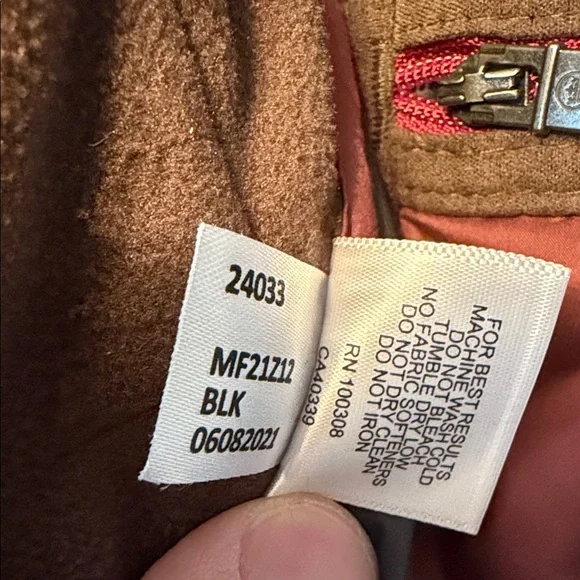 24033
MF21Z12
BLK
06082021
FOR BEST RESULTS
MACHINE WASH COLD
DO NOT BLEACH
TUMBLE DRY LOW
NO FABRIC SOFTENERS
DO NOT DRY CLEAN
DO NOT IRON
RN 100308
CA40339